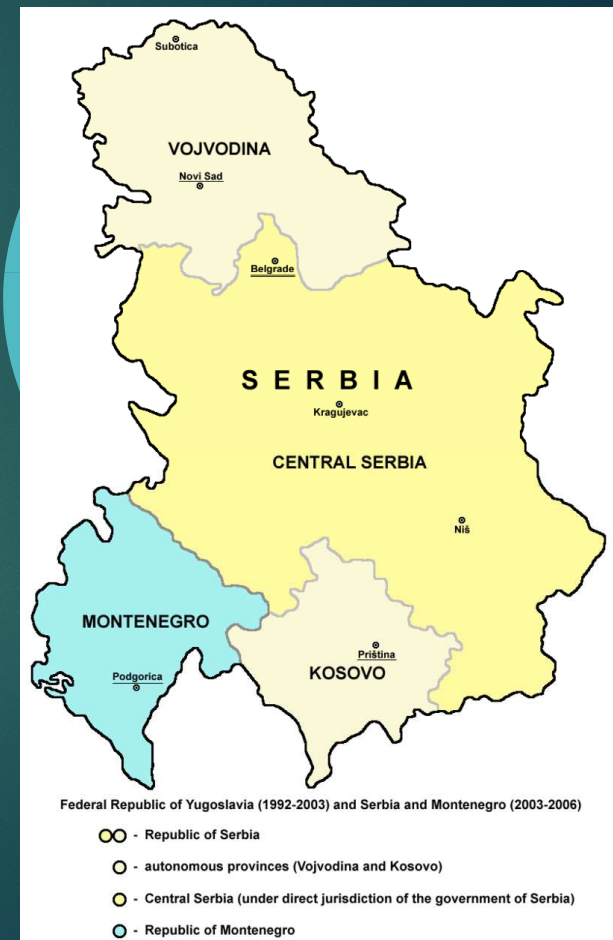 Subotica
VOJVODINA
Novi Sad
Belgrade
SERBIA
Kragujevac
CENTRAL SERBIA
Niš
MONTENEGRO
Priština
KOSOVO
Podgorica
Federal Republic of Yugoslavia (1992-2003) and Serbia and Montenegro (2003-2006)
- Republic of Serbia
- autonomous provinces (Vojvodina and Kosovo)
- Central Serbia (under direct jurisdiction of the government of Serbia)
- Republic of Montenegro